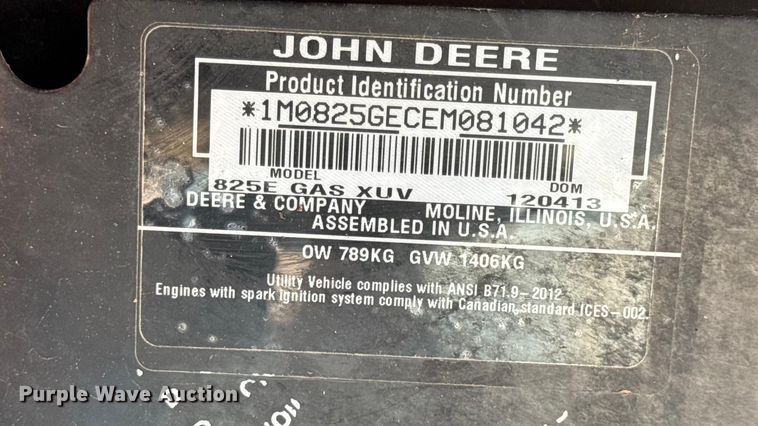 JOHN DEERE
Product Identification Number
*1M0825GECEM081042*
MODEL DOM
825E GAS XUV 120413
DEERE & COMPANY MOLINE, ILLINOIS, U.S.A.
ASSEMBLED IN U.S.A.
OW 789KG GVW 1406KG
Utility Vehicle complies with ANSI B71.9-2012
Engines with spark ignition system comply with Canadian standard ICES-002.
Purple Wave Auction